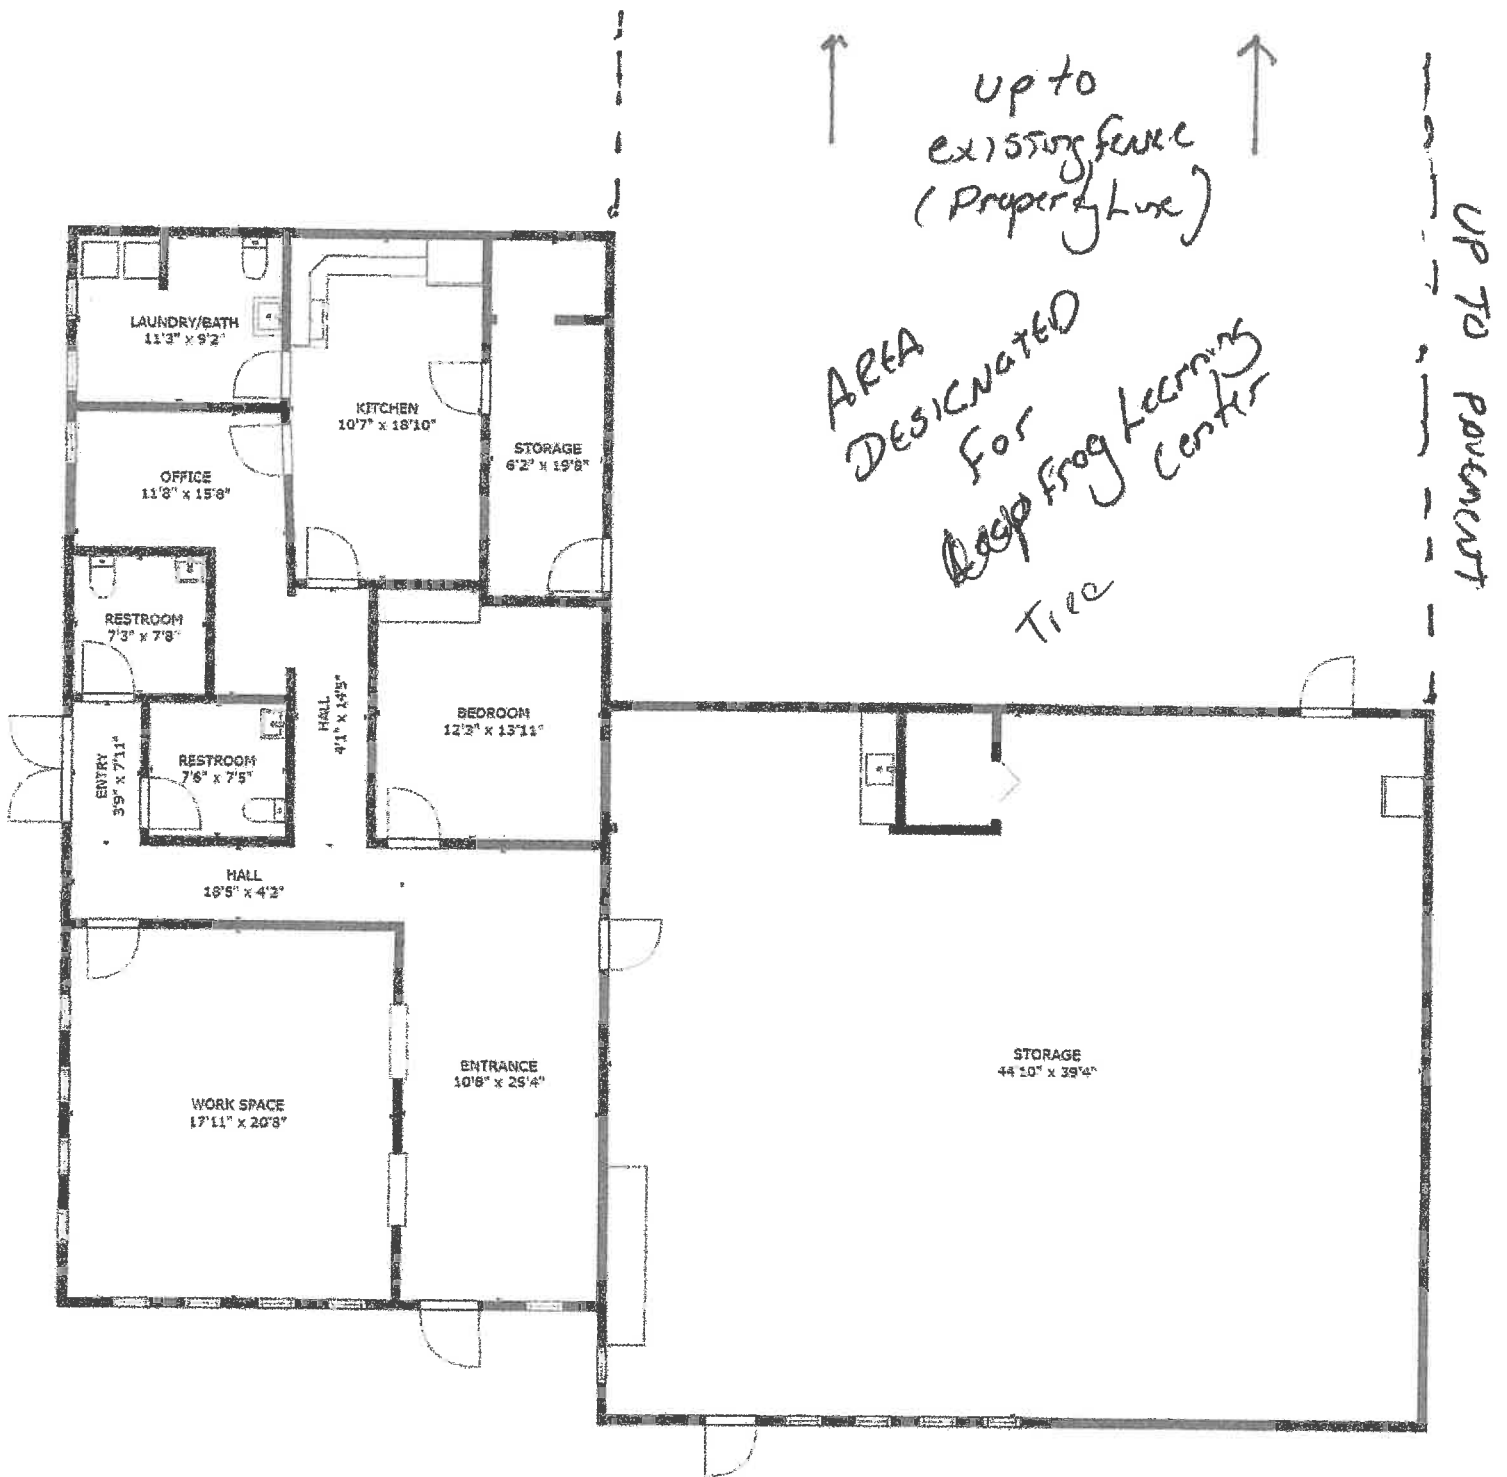 up to
existing fence
(Property Line)
UP TO PAVEMENT
AREA
DESIGNATED
For
Leap Frog Learning
Center
LAUNDRY/BATH
11'3" x 9'2"
KITCHEN
10'7" x 18'10"
STORAGE
6'2" x 19'8"
OFFICE
11'8" x 15'8"
RESTROOM
7'3" x 7'8"
HALL
4'1" x 14'5"
BEDROOM
12'3" x 13'11"
ENTRY
3'9" x 7'11"
RESTROOM
7'6" x 7'5"
HALL
18'5" x 4'2"
STORAGE
44'10" x 39'4"
ENTRANCE
10'8" x 25'4"
WORK SPACE
17'11" x 20'8"